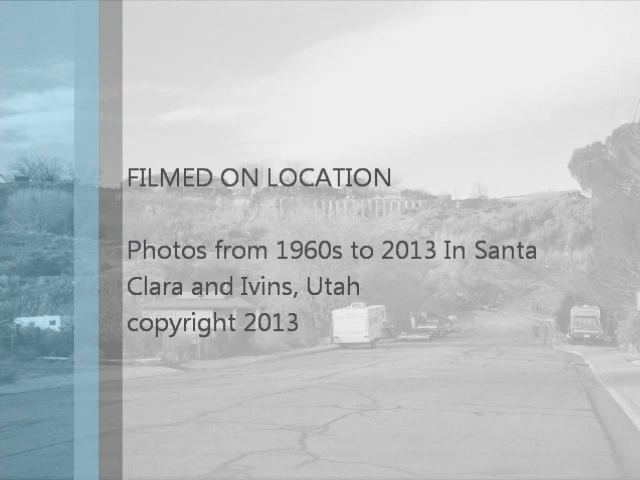 FILMED ON LOCATION
Photos from 1960s to 2013 In Santa
Clara and Ivins, Utah
copyright 2013